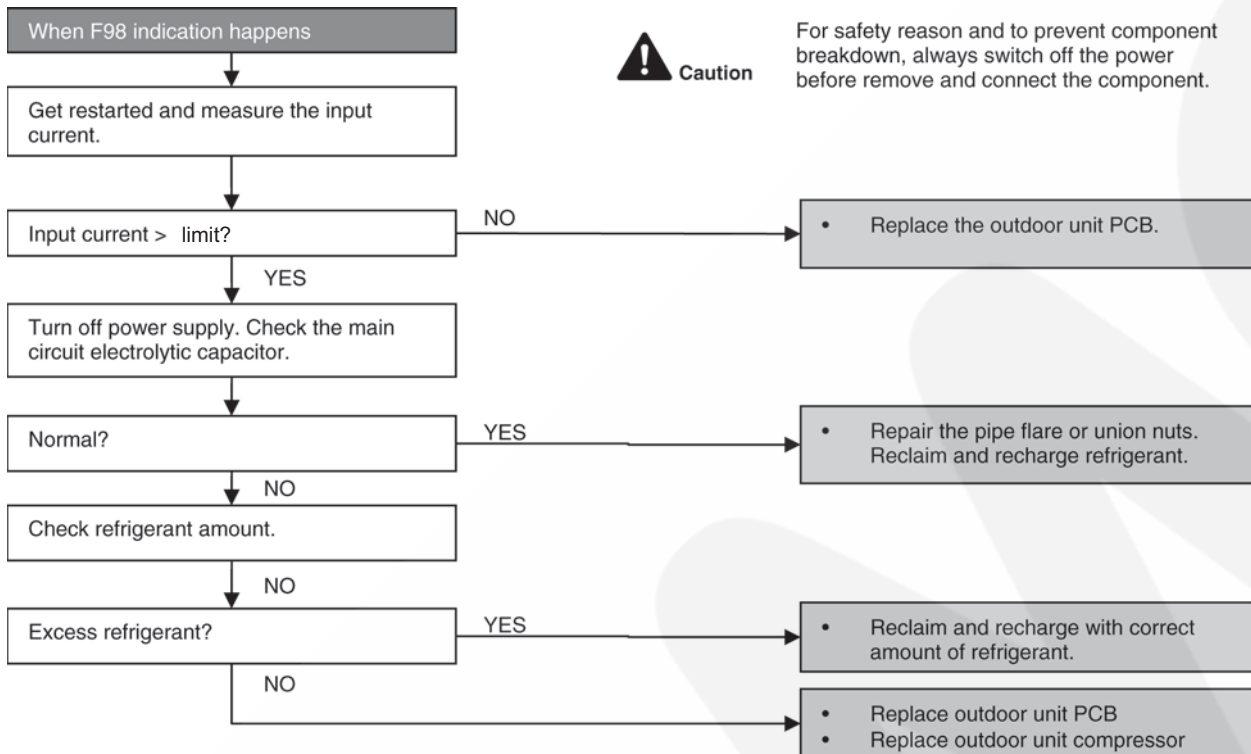 When F98 indication happens
Caution
For safety reason and to prevent component
breakdown, always switch off the power
before remove and connect the component.
Get restarted and measure the input
current.
Input current > limit?
NO
• Replace the outdoor unit PCB.
YES
Turn off power supply. Check the main
circuit electrolytic capacitor.
Normal?
YES
• Repair the pipe flare or union nuts.
Reclaim and recharge refrigerant.
NO
Check refrigerant amount.
NO
Excess refrigerant?
YES
• Reclaim and recharge with correct
amount of refrigerant.
NO
• Replace outdoor unit PCB
• Replace outdoor unit compressor